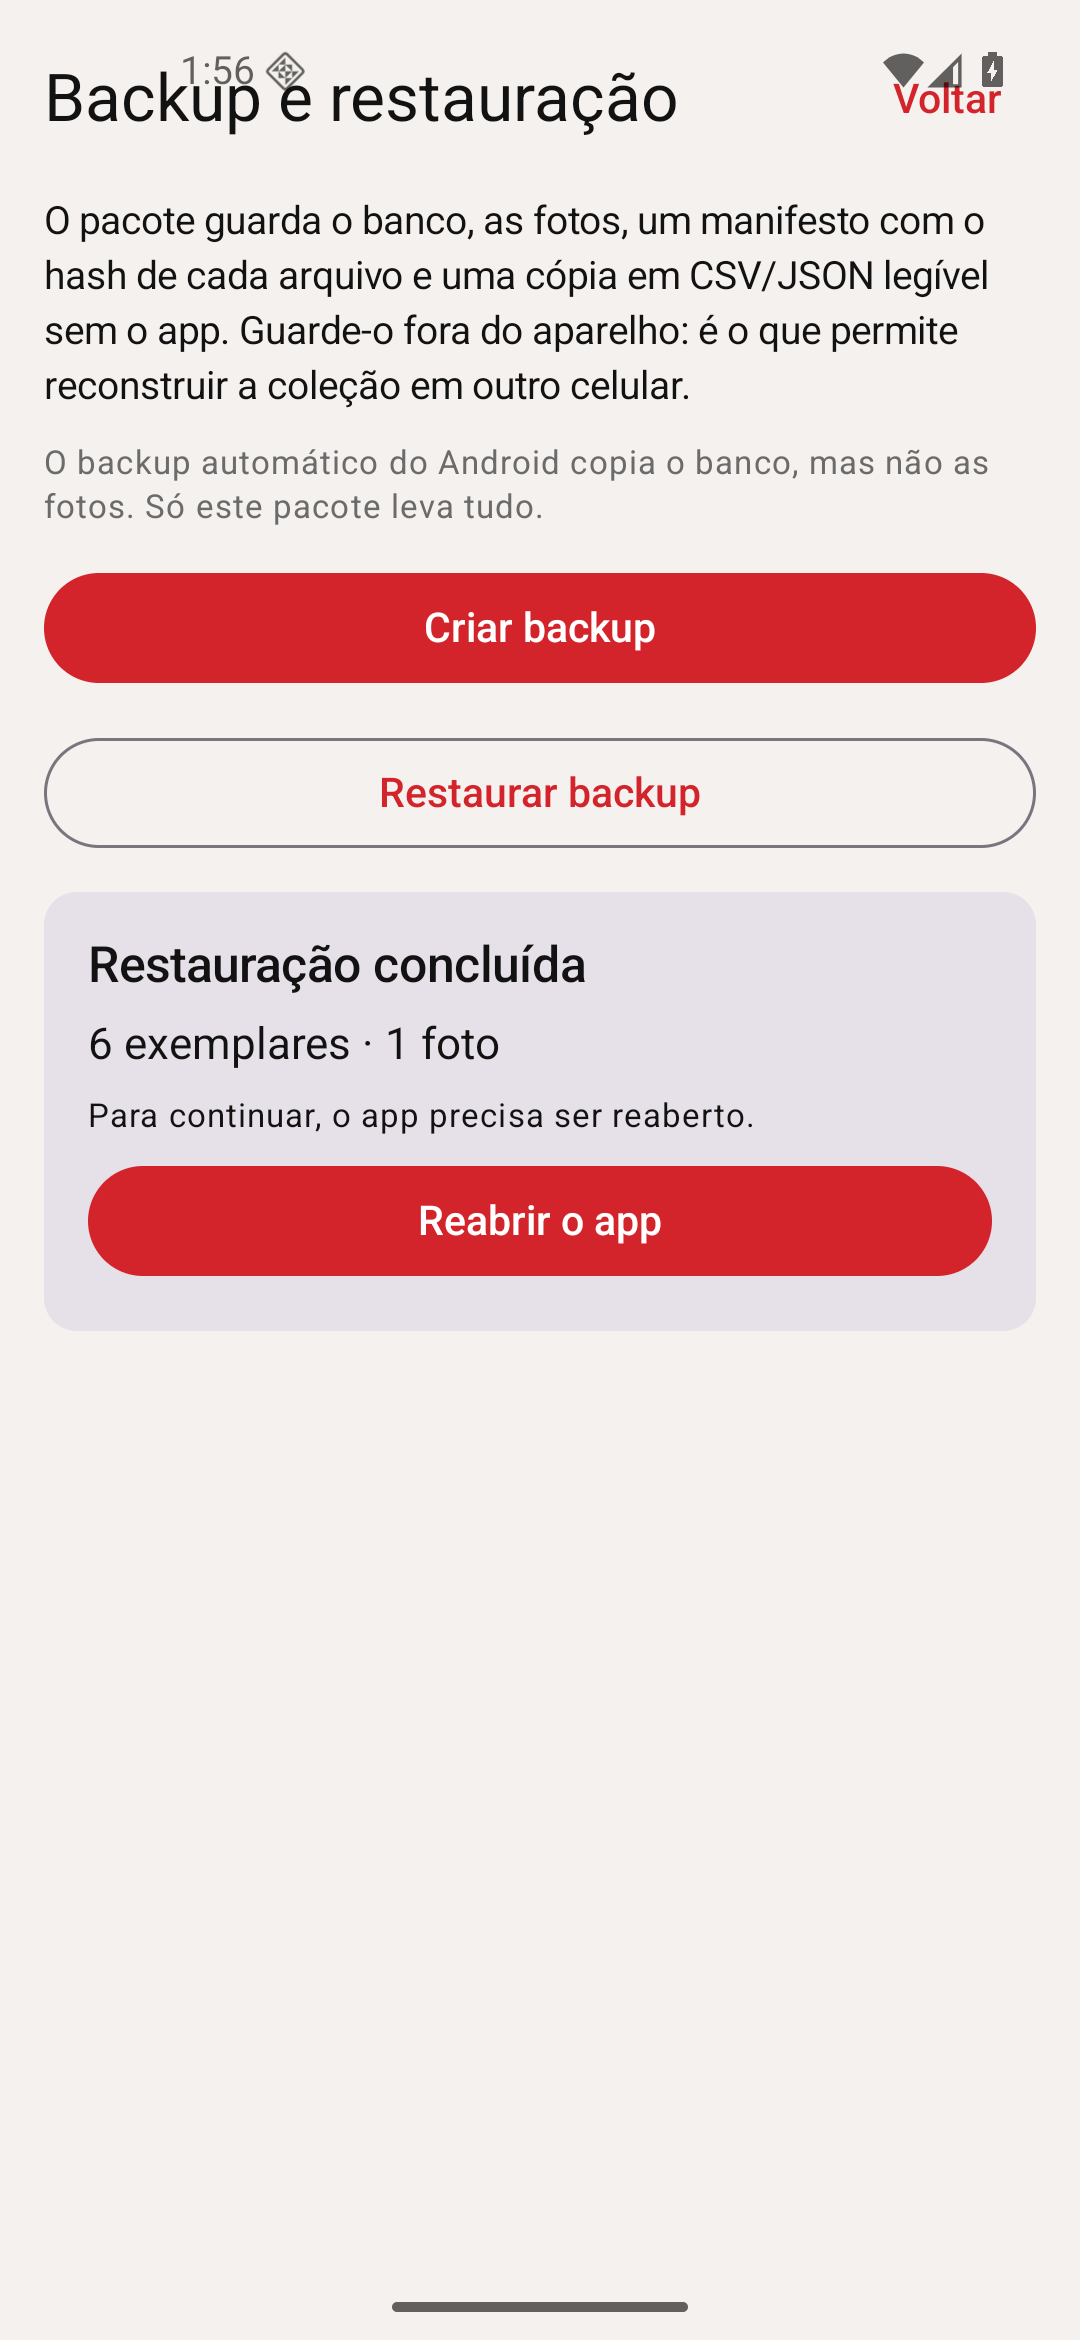 1:56
Backup e restauração
Voltar
O pacote guarda o banco, as fotos, um manifesto com o
hash de cada arquivo e uma cópia em CSV/JSON legível
sem o app. Guarde-o fora do aparelho: é o que permite
reconstruir a coleção em outro celular.
O backup automático do Android copia o banco, mas não as
fotos. Só este pacote leva tudo.
Criar backup
Restaurar backup
Restauração concluída
6 exemplares · 1 foto
Para continuar, o app precisa ser reaberto.
Reabrir o app